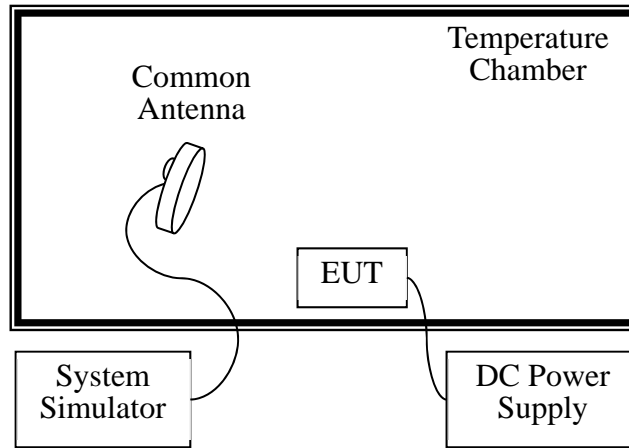 Temperature
Chamber
Common
Antenna
EUT
System
Simulator
DC Power
Supply